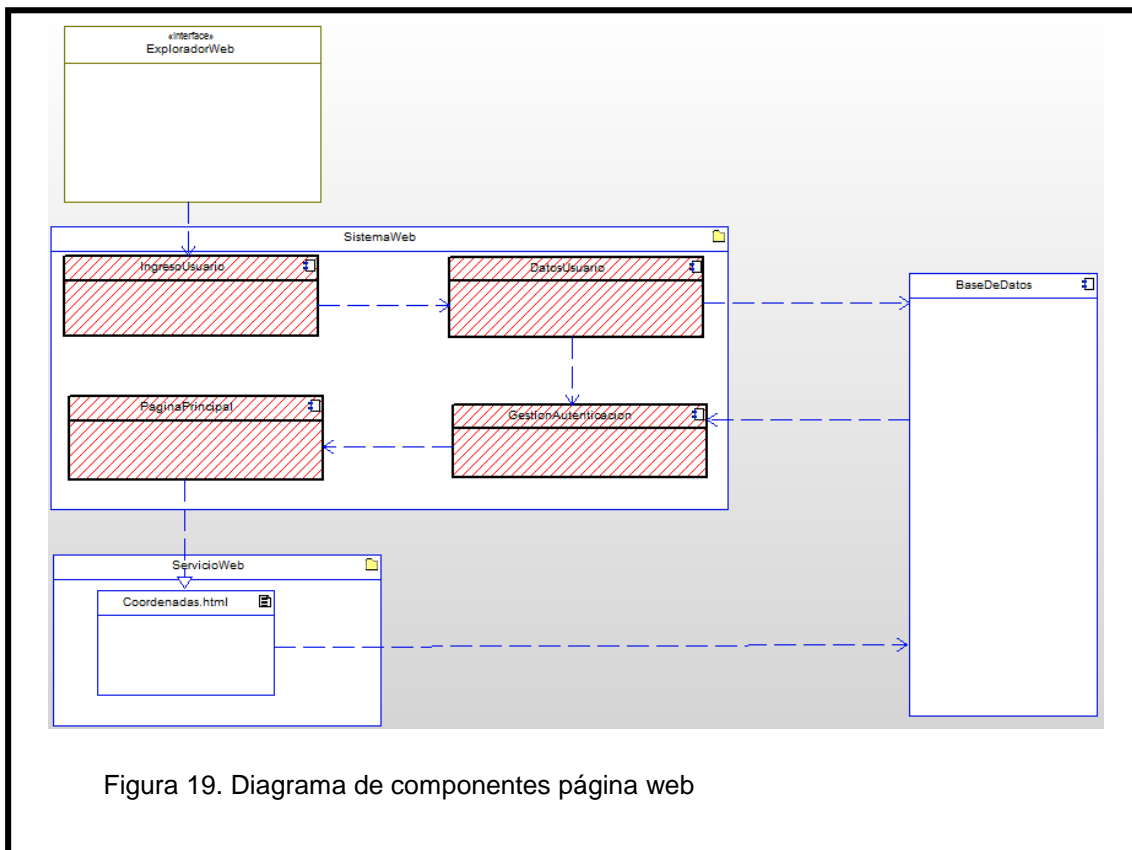 «interface»
ExploradorWeb
SistemaWeb
IngresoUsuario
DatosUsuario
BaseDeDatos
PaginaPrincipal
GestionAutenticacion
ServicioWeb
Coordenadas.html
Figura 19. Diagrama de componentes página web